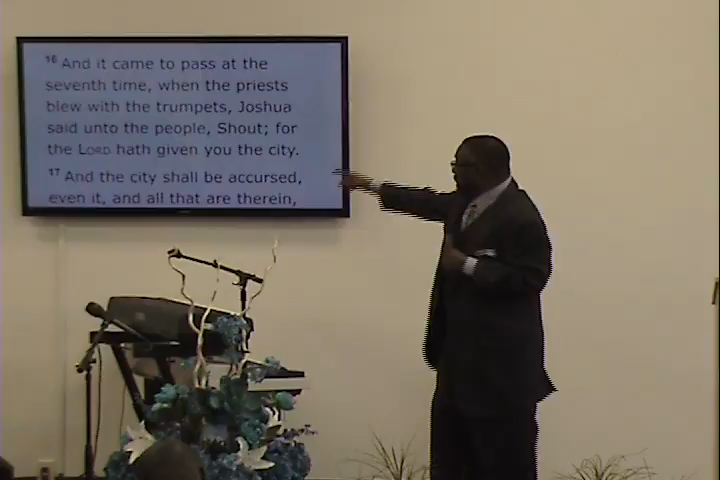 16 And it came to pass at the
seventh time, when the priests
blew with the trumpets, Joshua
said unto the people, Shout; for
the LORD hath given you the city.
17 And the city shall be accursed,
even it, and all that are therein,